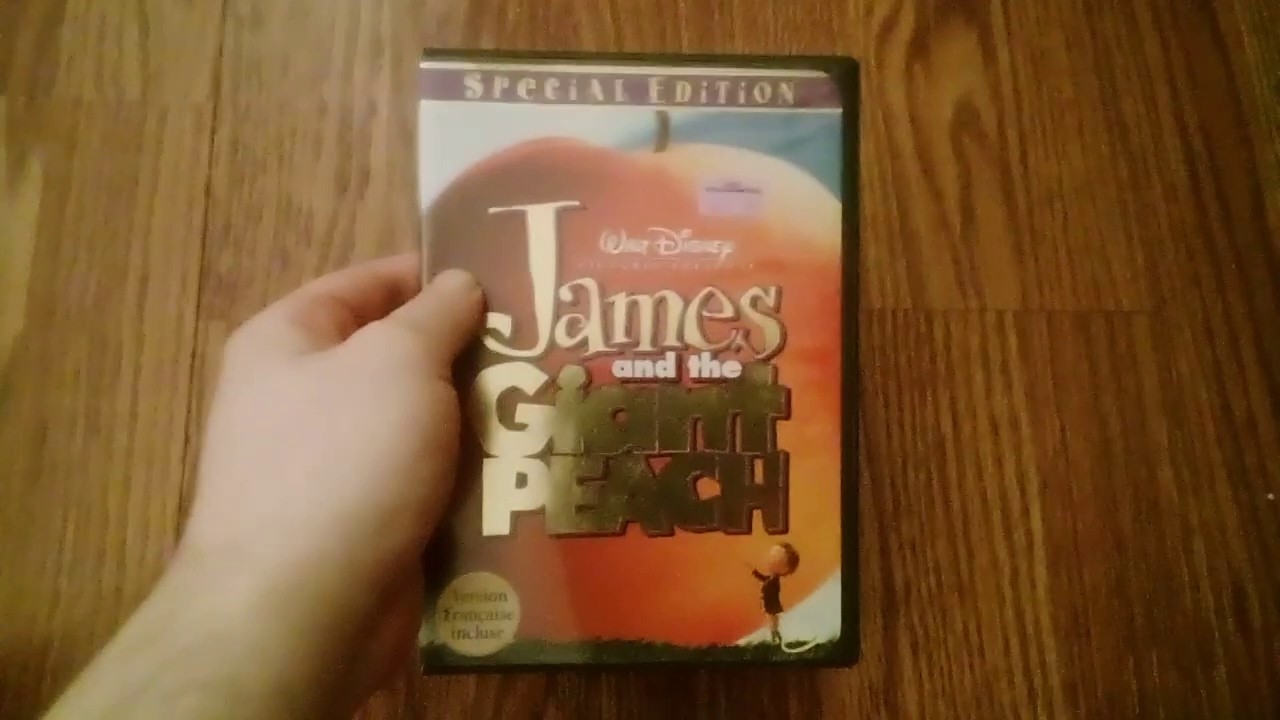 SPECIAL EDITION
WALT DISNEY
James
and the
Giant
PEACH
Version
Française
incluse